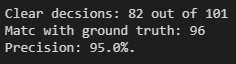 Clear decsions: 82 out of 101
Matc with ground truth: 96
Precision: 95.0%.